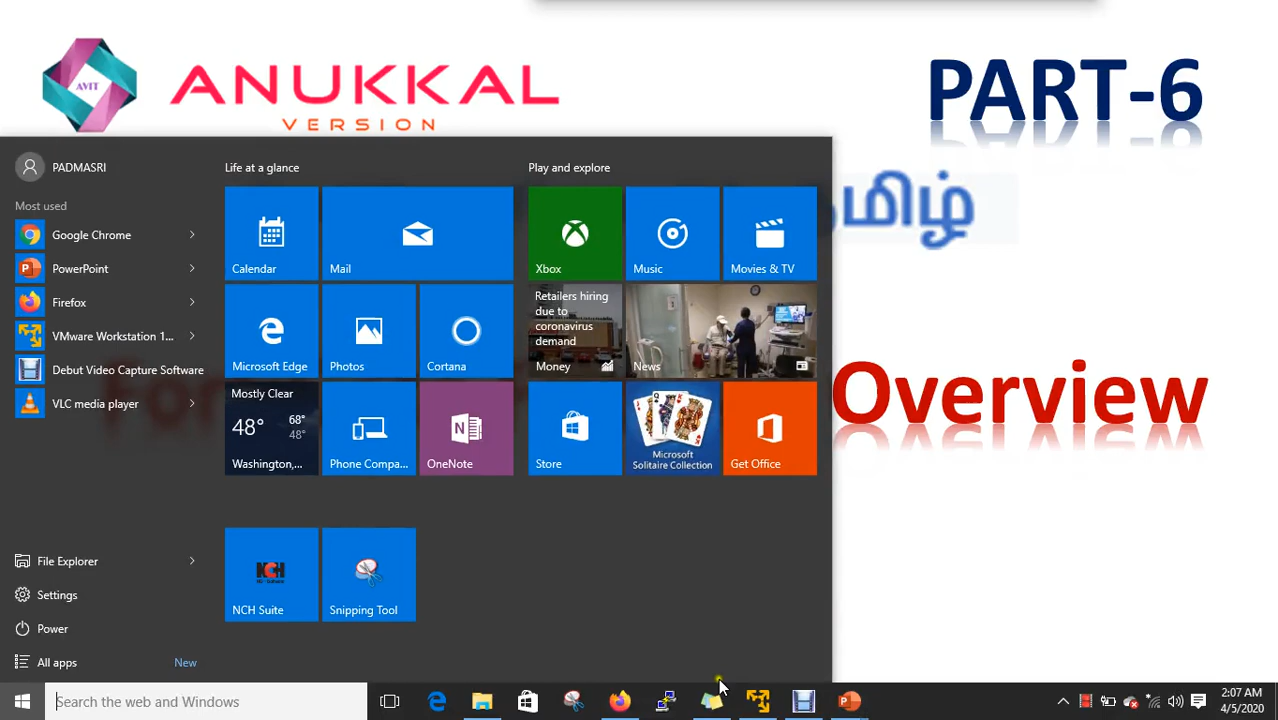 AVIT
ANUKKAL
VERSION
PART-6
தமிழ்
For
Overview
PADMASRI
Most used
Google Chrome
PowerPoint
Firefox
VMware Workstation 1...
Debut Video Capture Software
VLC media player
File Explorer
Settings
Power
All apps
New
Life at a glance
Calendar
Mail
Microsoft Edge
Photos
Cortana
Mostly Clear
48°
68°
48°
Washington,...
Phone Compa...
OneNote
NCH Suite
Snipping Tool
Play and explore
Xbox
Music
Movies & TV
Retailers hiring
due to
coronavirus
demand
Money
News
Store
Microsoft
Solitaire Collection
Get Office
Search the web and Windows
2:07 AM
4/5/2020